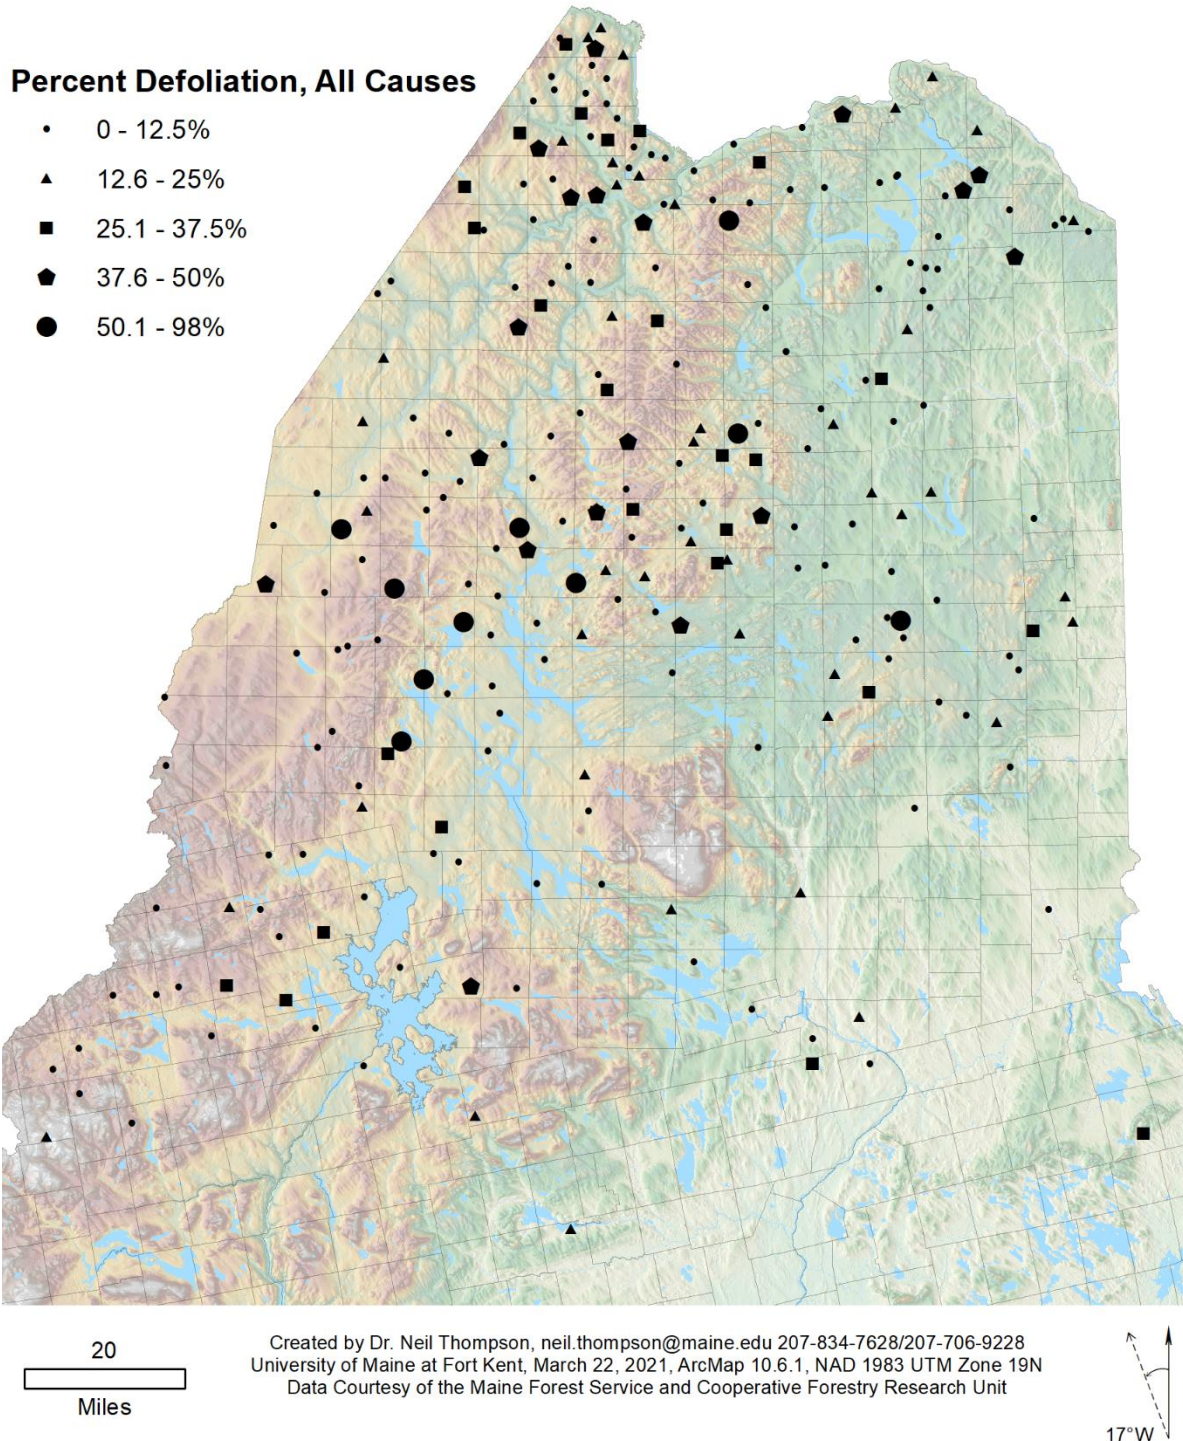 Percent Defoliation, All Causes
0 - 12.5%
12.6 - 25%
25.1 - 37.5%
37.6 - 50%
50.1 - 98%
20
Miles
Created by Dr. Neil Thompson, neil.thompson@maine.edu 207-834-7628/207-706-9228
University of Maine at Fort Kent, March 22, 2021, ArcMap 10.6.1, NAD 1983 UTM Zone 19N
Data Courtesy of the Maine Forest Service and Cooperative Forestry Research Unit
17°W